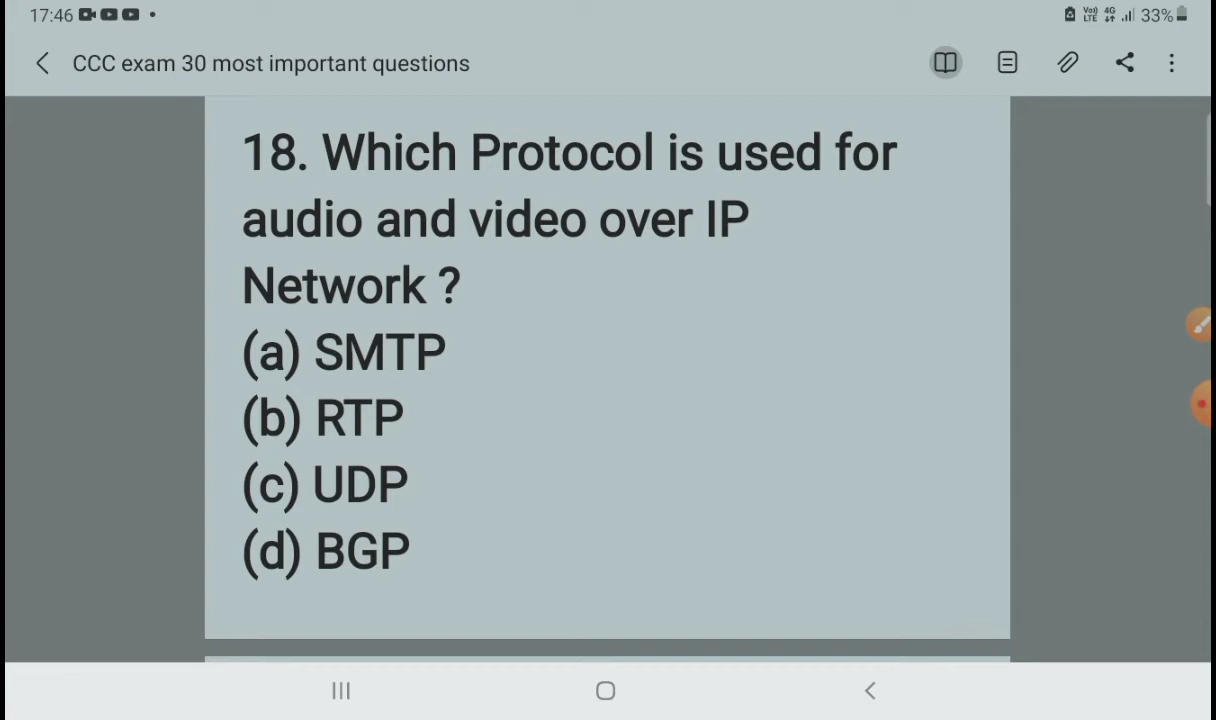 17:46 33%
CCC exam 30 most important questions
18. Which Protocol is used for
audio and video over IP
Network ?
(a) SMTP
(b) RTP
(c) UDP
(d) BGP